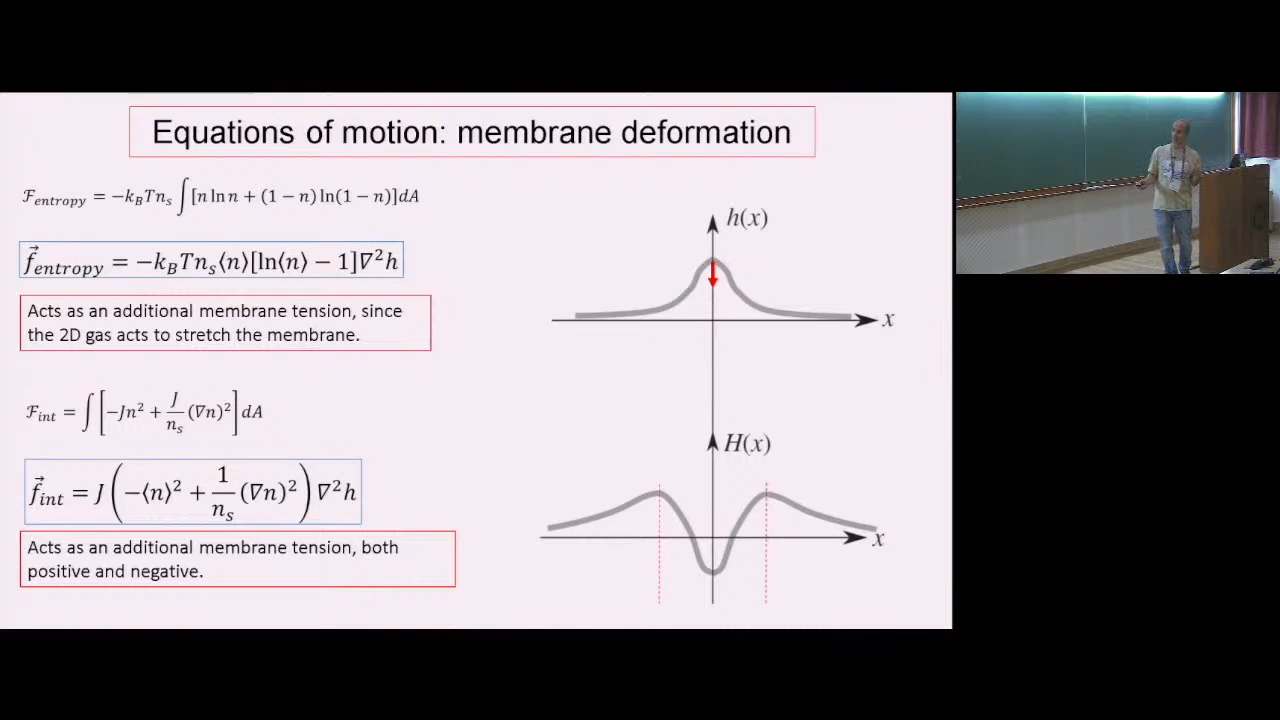 Equations of motion: membrane deformation
ℱ_entropy = −k_B T n_s ∫[n ln n + (1 − n) ln(1 − n)]dA
f⃗_entropy = −k_B T n_s⟨n⟩[ln⟨n⟩ − 1]∇²h
Acts as an additional membrane tension, since
the 2D gas acts to stretch the membrane.
ℱ_int = ∫[−Jn² + J/n_s (∇n)²] dA
f⃗_int = J(−⟨n⟩² + 1/n_s (∇n)²)∇²h
Acts as an additional membrane tension, both
positive and negative.
h(x)
x
H(x)
x